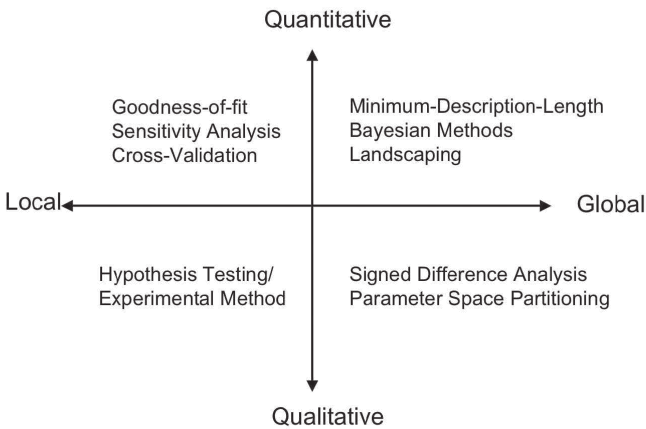 Quantitative
Goodness-of-fit
Sensitivity Analysis
Cross-Validation
Minimum-Description-Length
Bayesian Methods
Landscaping
Local
Global
Hypothesis Testing/
Experimental Method
Signed Difference Analysis
Parameter Space Partitioning
Qualitative